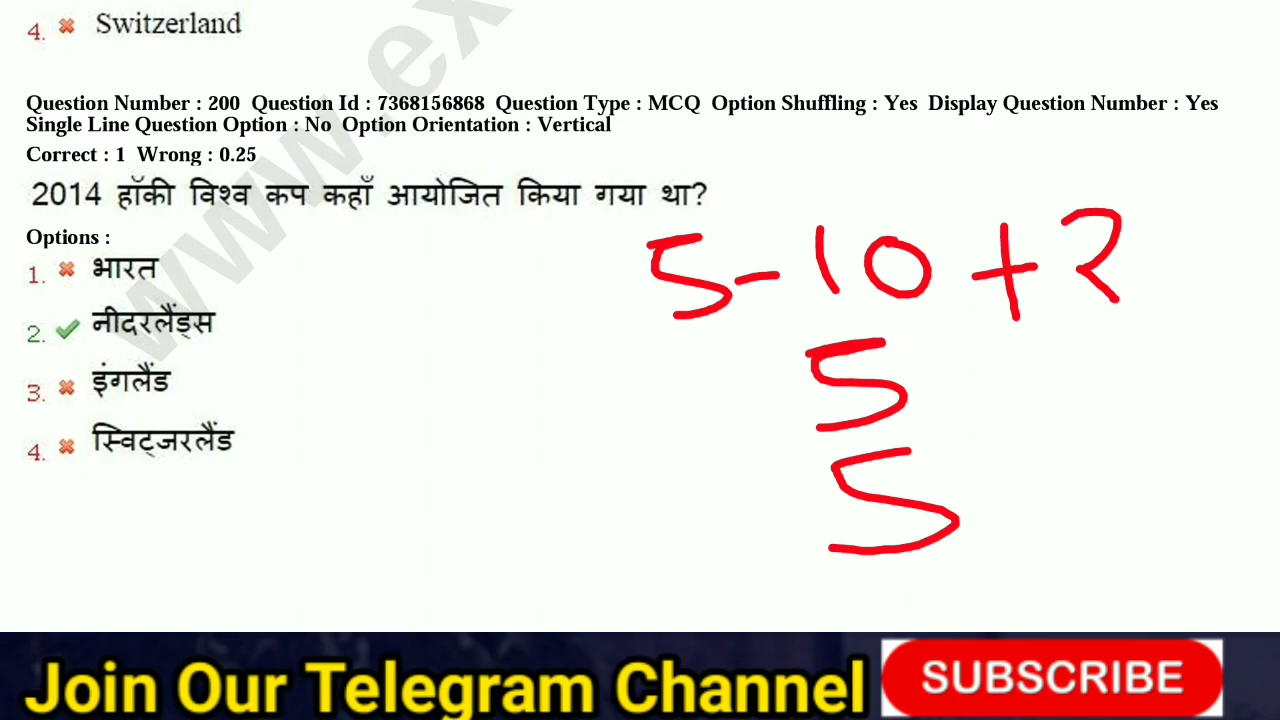 4. Switzerland
Question Number : 200 Question Id : 7368156868 Question Type : MCQ Option Shuffling : Yes Display Question Number : Yes
Single Line Question Option : No Option Orientation : Vertical
Correct : 1 Wrong : 0.25
2014 हॉकी विश्व कप कहाँ आयोजित किया गया था?
Options :
1. भारत
2. नीदरलैंड्स
3. इंगलैंड
4. स्विट्जरलैंड
5-10+2
5
5
www.ex
Join Our Telegram Channel
SUBSCRIBE